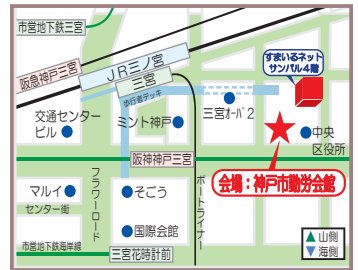 市営地下鉄三宮
阪急神戸三宮
JR三ノ宮
三宮
歩行者デッキ
すまいるネット
サンパル4階
交通センター
ビル
ミント神戸
三宮オーパ2
中央
区役所
阪神神戸三宮
会場：神戸市勤労会館
マルイ
センター街
フラワーロード
そごう
ポートライナー
国際会館
市営地下鉄海岸線
三宮花時計前
▲山側
▼海側